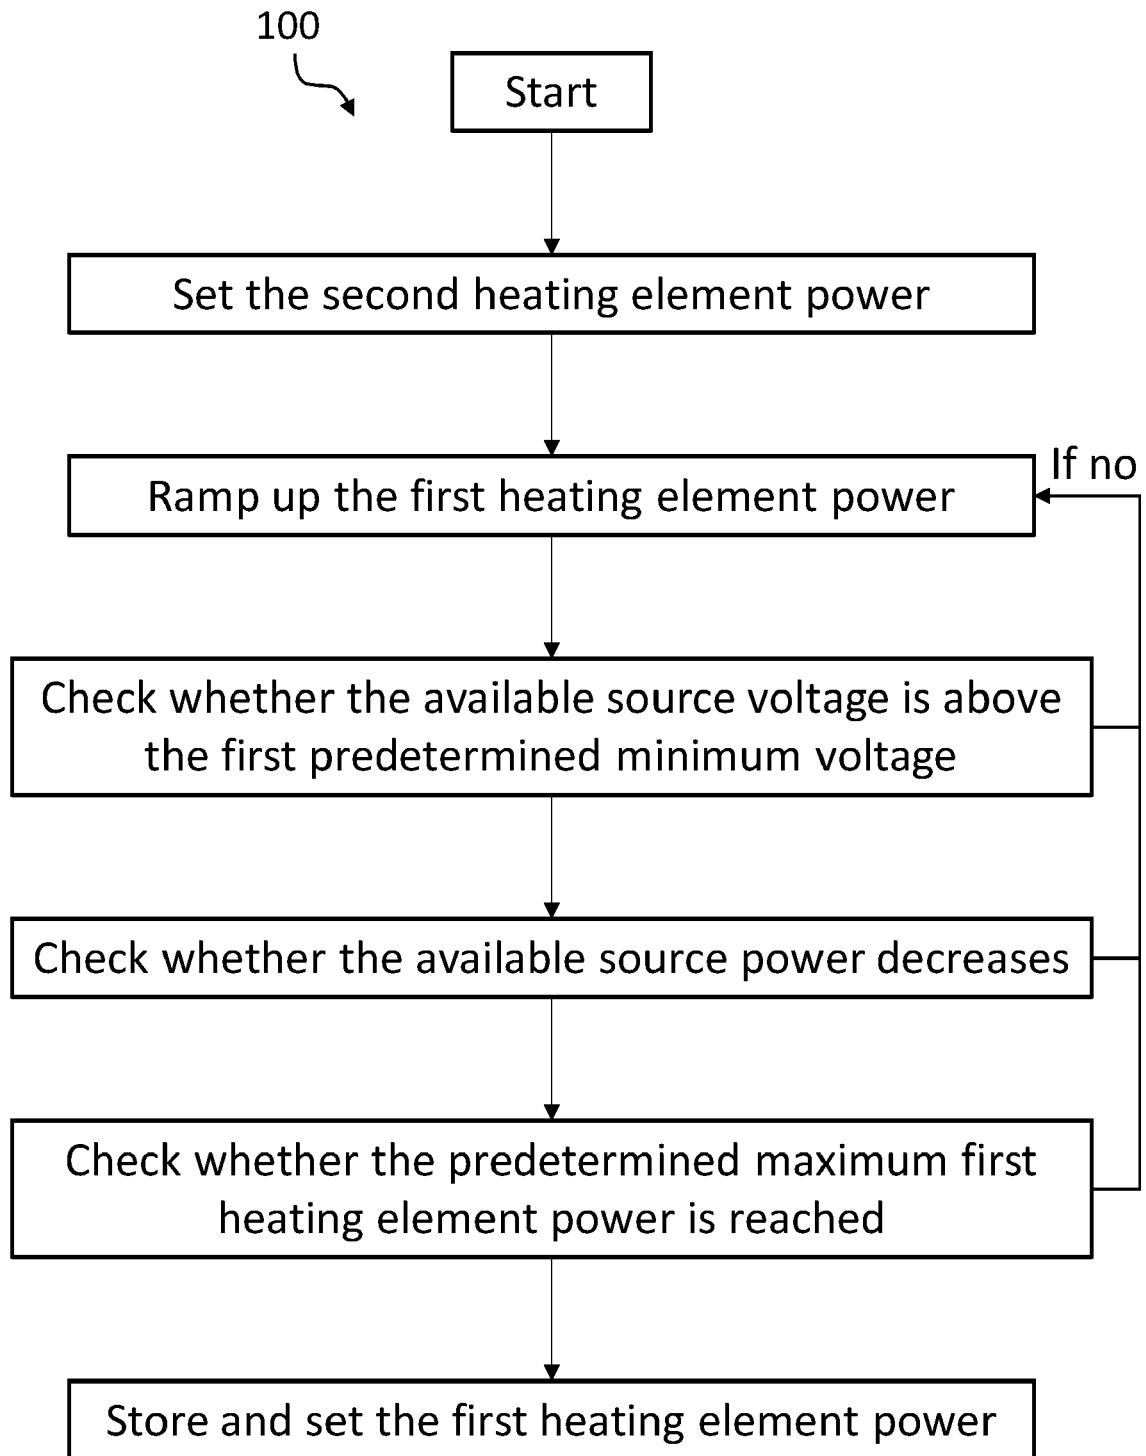 100
Start
Set the second heating element power
If no
Ramp up the first heating element power
Check whether the available source voltage is above
the first predetermined minimum voltage
Check whether the available source power decreases
Check whether the predetermined maximum first
heating element power is reached
Store and set the first heating element power